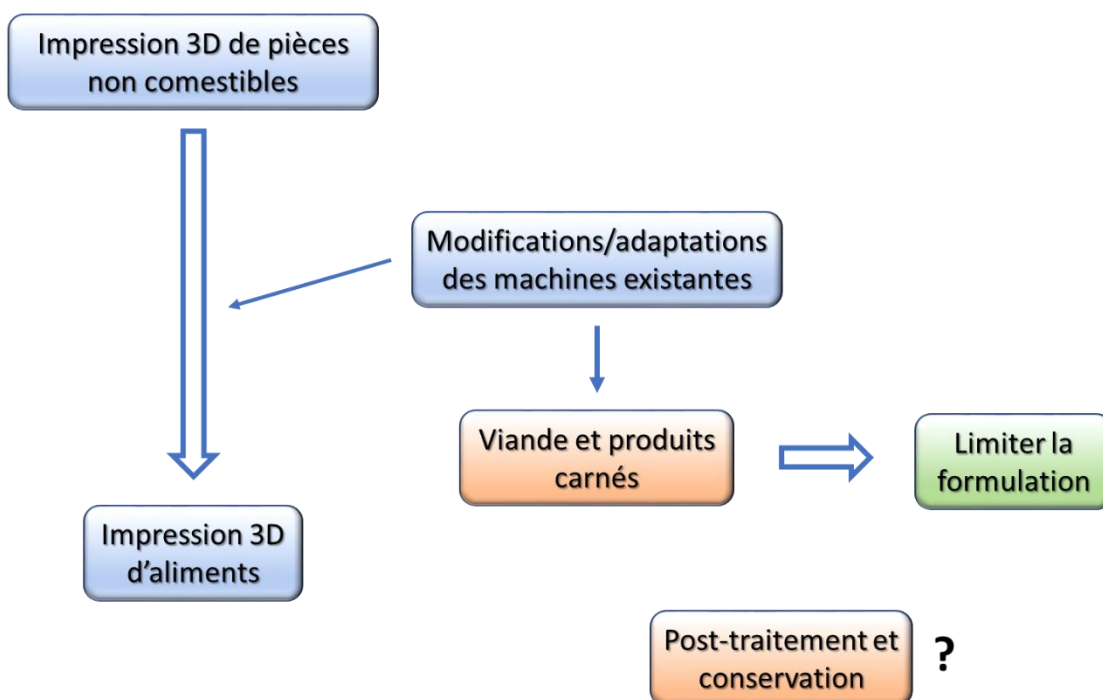 Impression 3D de pièces
non comestibles
Modifications/adaptations
des machines existantes
Viande et produits
carnés
Limiter la
formulation
Impression 3D
d'aliments
Post-traitement et
conservation
?